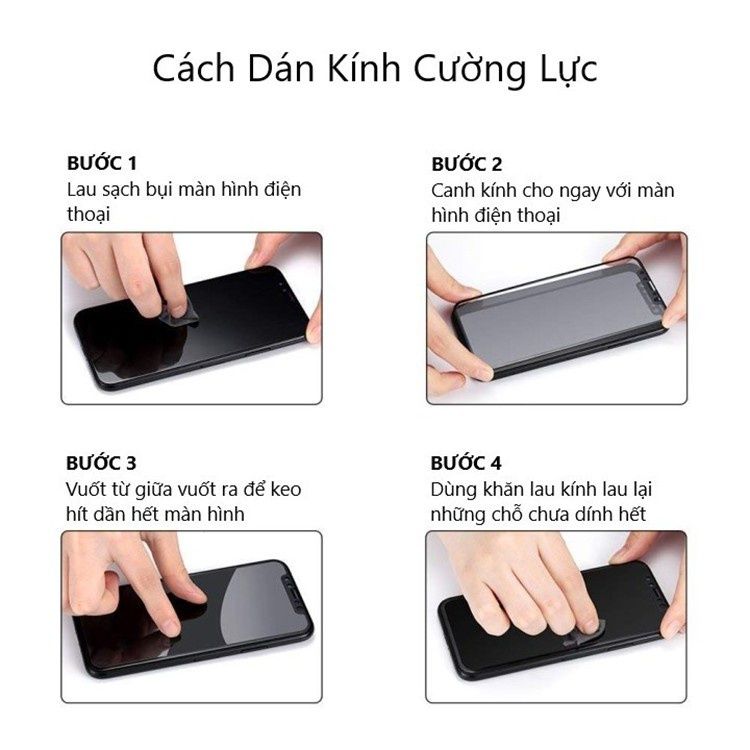 Cách Dán Kính Cường Lực
BƯỚC 1
Lau sạch bụi màn hình điện
thoại
BƯỚC 2
Canh kính cho ngay với màn
hình điện thoại
BƯỚC 3
Vuốt từ giữa vuốt ra để keo
hít dần hết màn hình
BƯỚC 4
Dùng khăn lau kính lau lại
những chỗ chưa dính hết